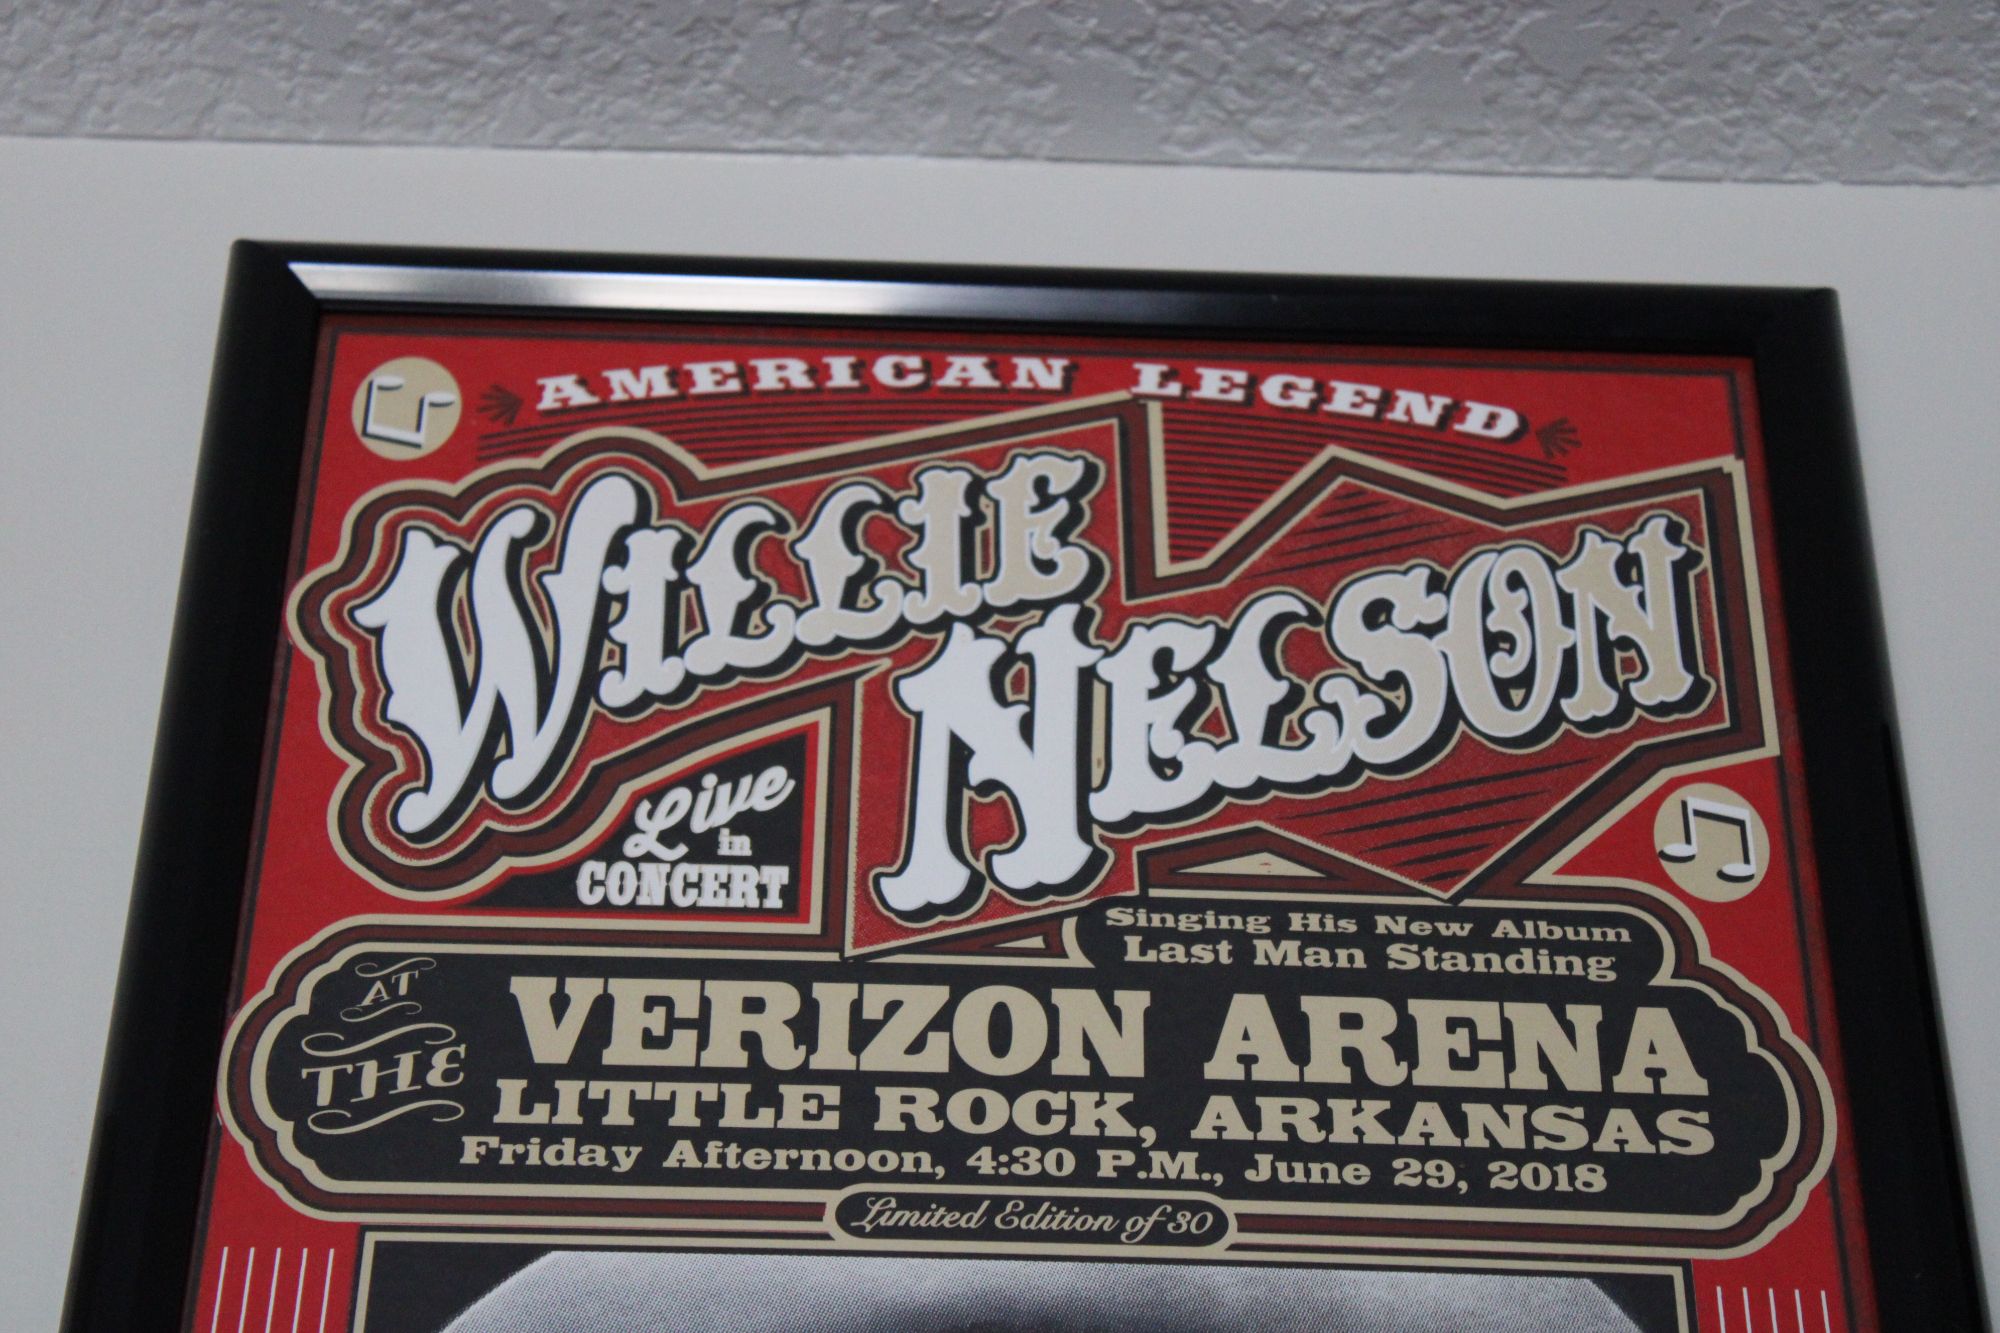 AMERICAN LEGEND
WILLIE
NELSON
Live
in
CONCERT
Singing His New Album
Last Man Standing
AT
THE
VERIZON ARENA
LITTLE ROCK, ARKANSAS
Friday Afternoon, 4:30 P.M., June 29, 2018
Limited Edition of 30